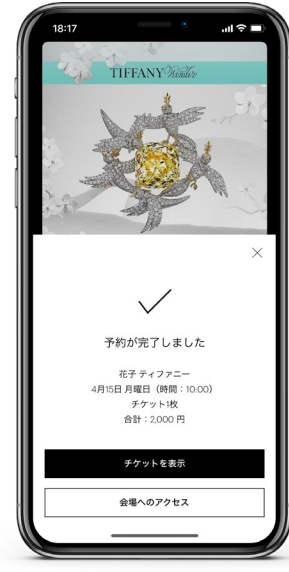 18:17
TIFFANY Wonder
予約が完了しました
花子 ティファニー
4月15日 月曜日（時間：10:00）
チケット1枚
合計：2,000 円
チケットを表示
会場へのアクセス